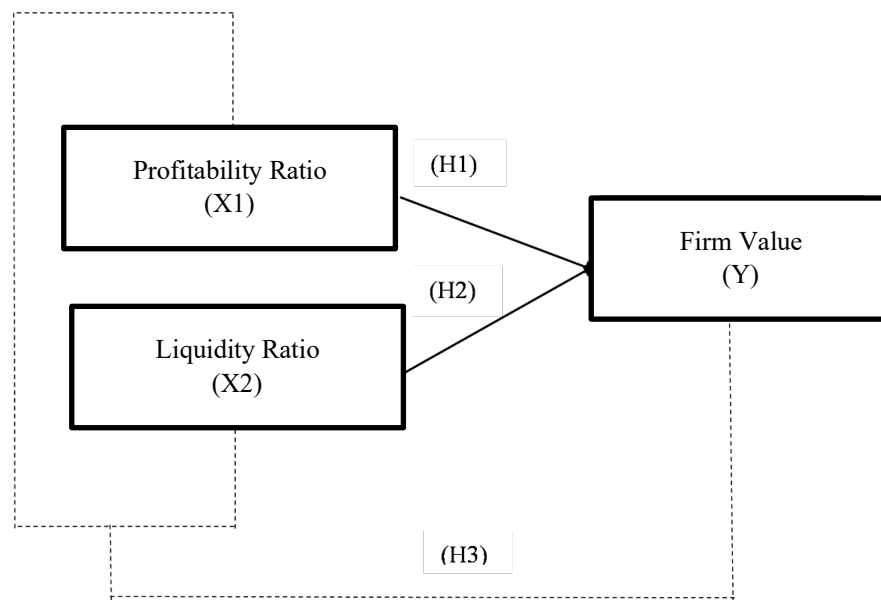 Profitability Ratio
(X1)
(H1)
Firm Value
(Y)
(H2)
Liquidity Ratio
(X2)
(H3)